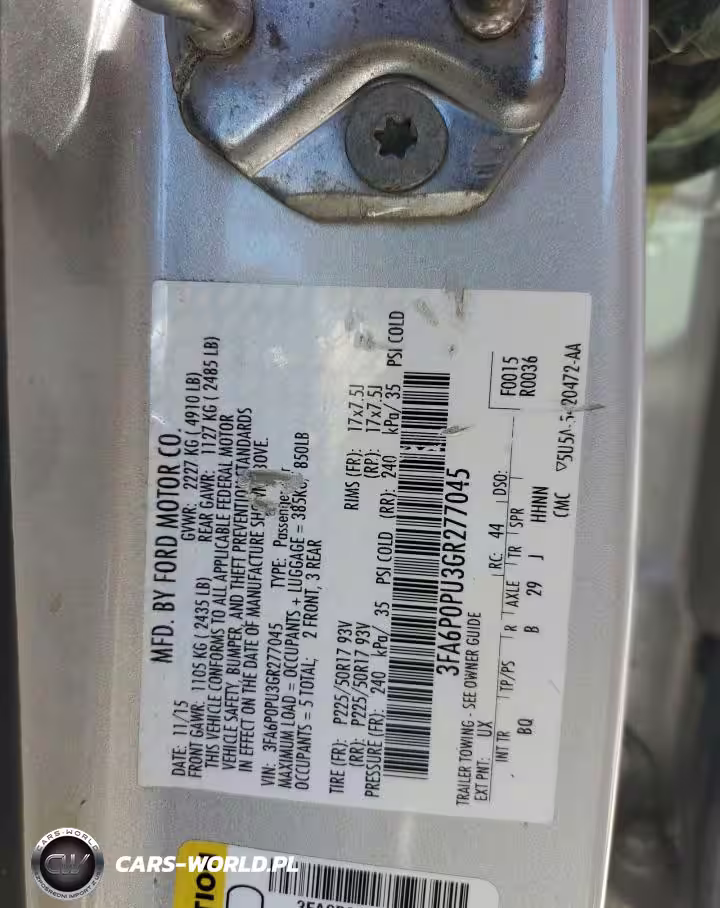 MFD. BY FORD MOTOR CO.
DATE: 11/15 GVWR: 2227 KG ( 4910 LB)
FRONT GAWR: 1105 KG ( 2435 LB) REAR GAWR: 1127 KG ( 2485 LB)
THIS VEHICLE CONFORMS TO ALL APPLICABLE FEDERAL MOTOR
VEHICLE SAFETY, BUMPER, AND THEFT PREVENTION STANDARDS
IN EFFECT ON THE DATE OF MANUFACTURE
VIN: 3FA6P0PU3GR277045 TYPE:
MAXIMUM LOAD = OCCUPANTS + LUGGAGE = 385KG, 850LB
OCCUPANTS = 5 TOTAL; 2 FRONT, 3 REAR
TIRE (FR): P225/50R17 93V RIMS (FR): 17x7.5J
(RR): P225/50R17 93V (RR): 17x7.5J
PRESSURE (FR): 240 kPa/ 35 PSI COLD (RR): 240 kPa/ 35 PSI COLD
3FA6P0PU3GR277045
TRAILER TOWING - SEE OWNER GUIDE
F0015
R0036
EXT PNT: UX RC: 44 DSO:
INT TR TP/PS R AXLE TR SPR
BQ B 29 J HHNN
CMC 20472-AA
CARS-WORLD
CW
CARS-WORLD.PL